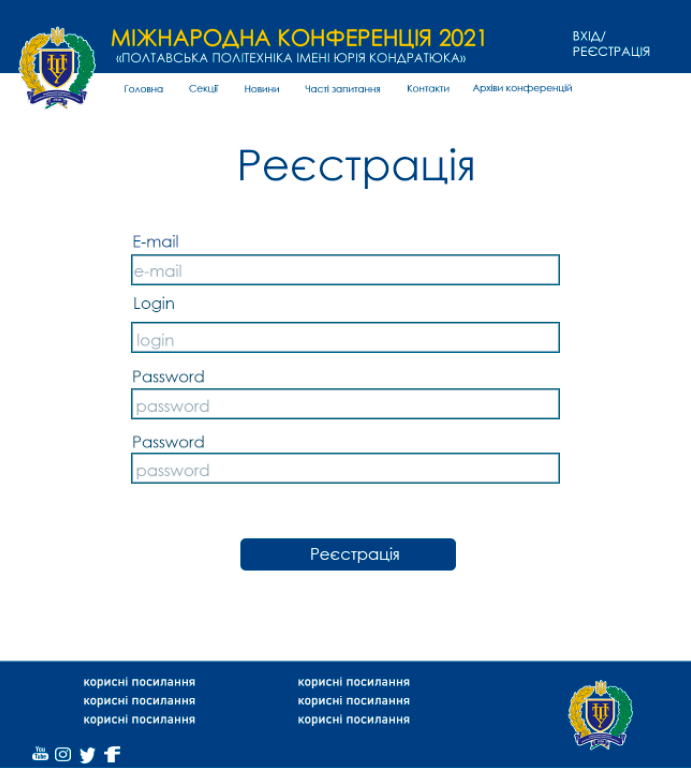 МІЖНАРОДНА КОНФЕРЕНЦІЯ 2021
«ПОЛТАВСЬКА ПОЛІТЕХНІКА ІМЕНІ ЮРІЯ КОНДРАТЮКА»
ВХІД/
РЕЄСТРАЦІЯ
Головна Секції Новини Часті запитання Контакти Архіви конференцій
Реєстрація
E-mail
e-mail
Login
login
Password
password
Password
password
Реєстрація
корисні посилання корисні посилання
корисні посилання корисні посилання
корисні посилання корисні посилання
You
Tube